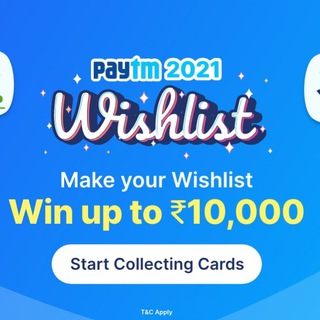 paytm 2021
Wishlist
Make your Wishlist
Win up to ₹10,000
Start Collecting Cards
T&C Apply